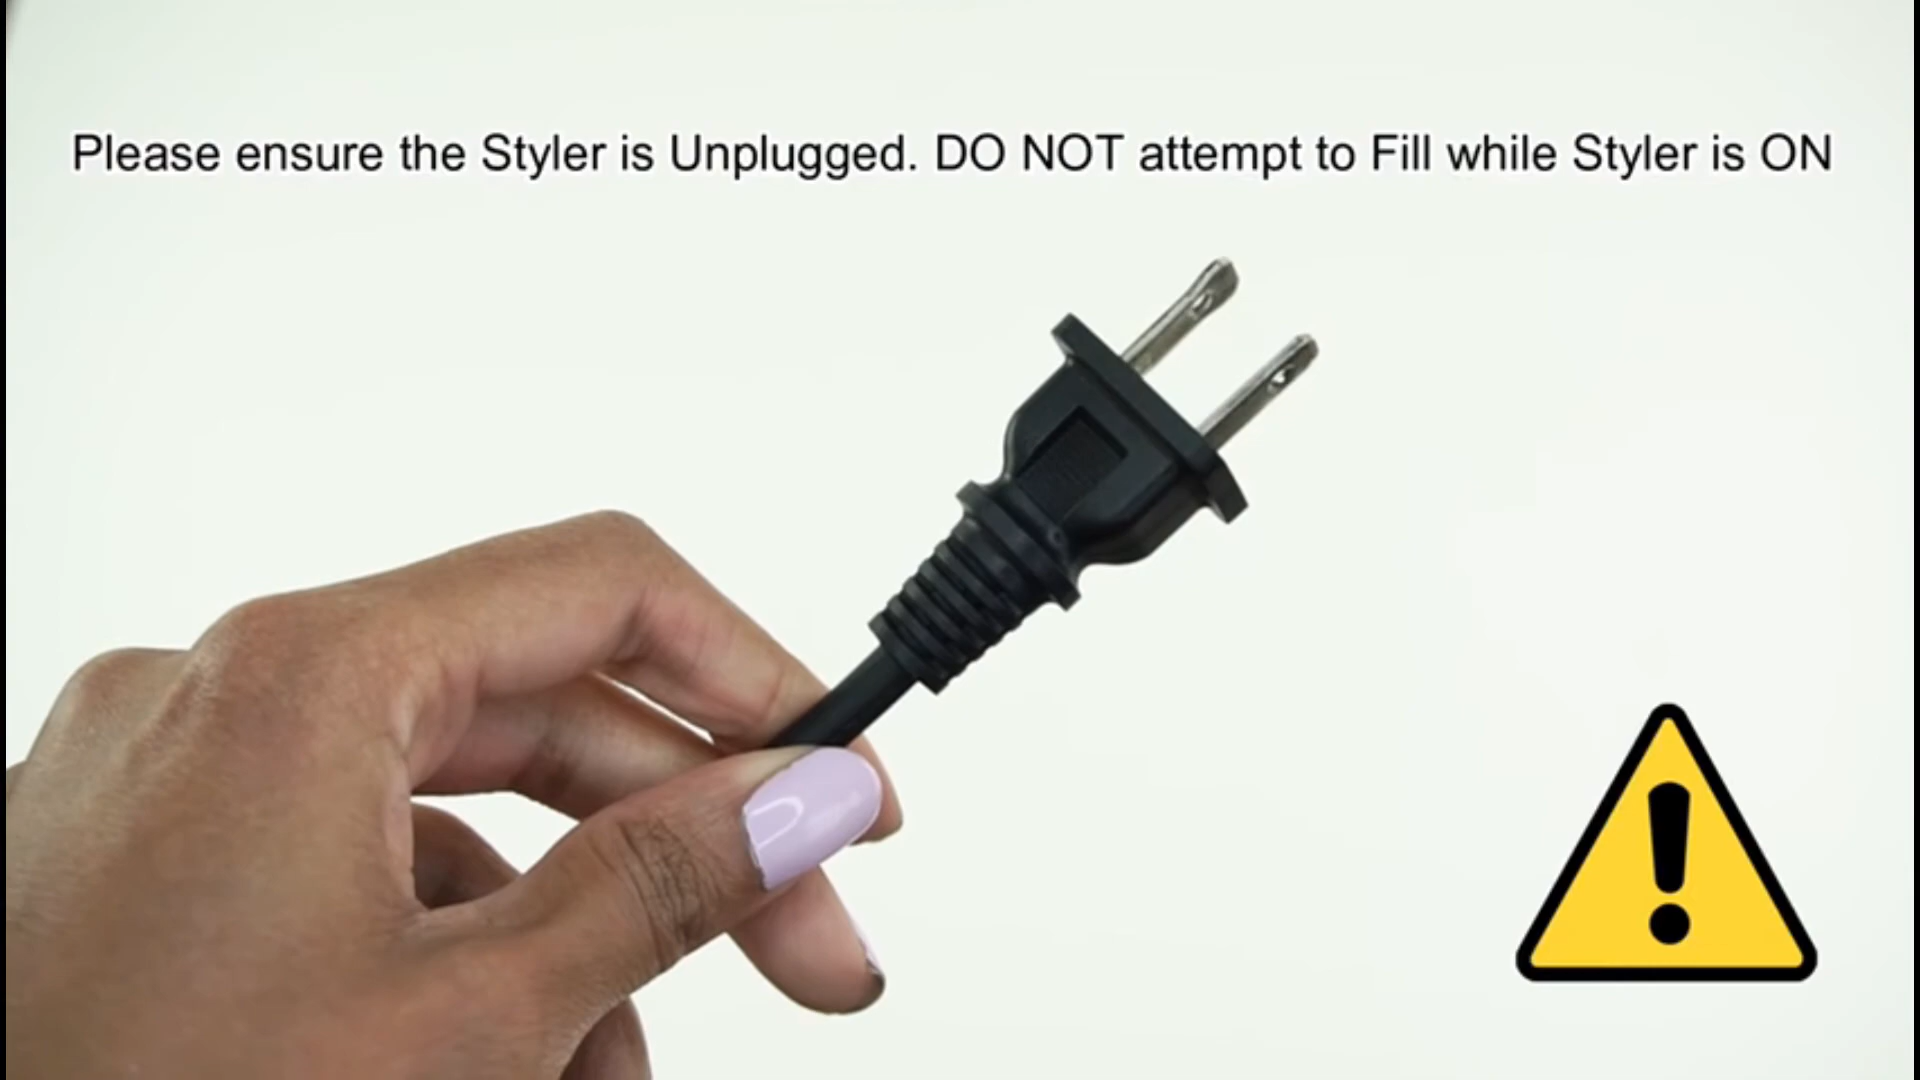 Please ensure the Styler is Unplugged. DO NOT attempt to Fill while Styler is ON